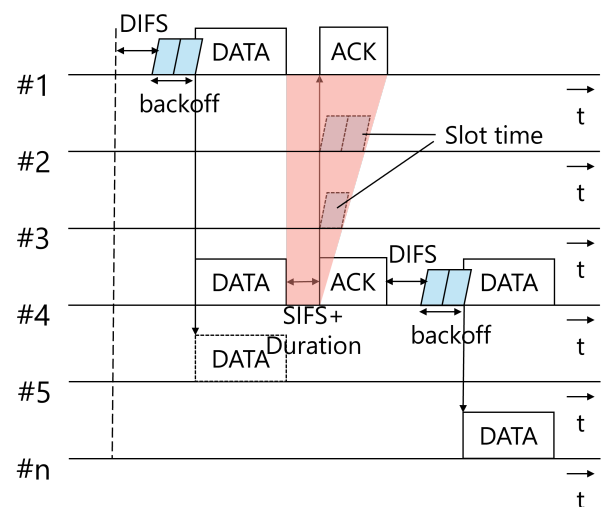 DIFS
DATA
ACK
#1
backoff
t
Slot time
#2
t
#3
t
DIFS
DATA
ACK
DATA
#4
SIFS+
Duration
backoff
t
DATA
#5
t
DATA
#n
t